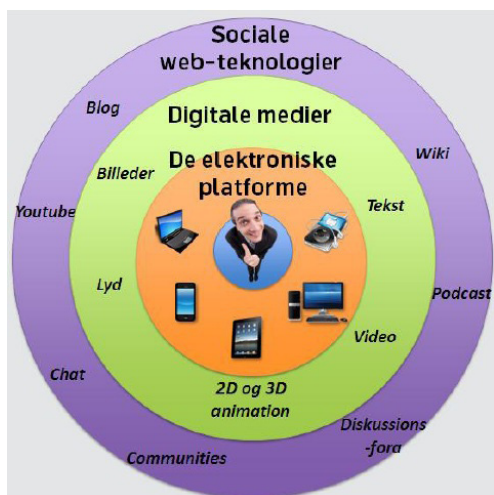 Sociale
web-teknologier
Blog
Digitale medier
De elektroniske
platforme
Billeder
Wiki
Youtube
Tekst
Lyd
Podcast
Video
Chat
2D og 3D
animation
Diskussions
-fora
Communities